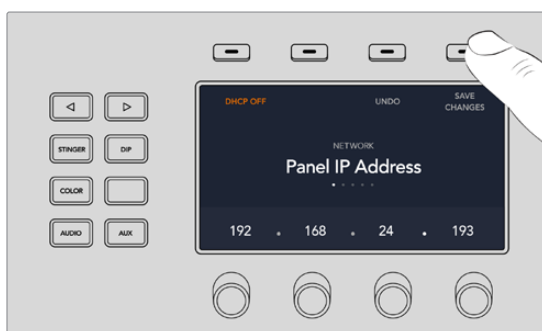 DHCP OFF UNDO SAVE
CHANGES
NETWORK
Panel IP Address
192 . 168 . 24 . 193
STINGER DIP
COLOR
AUDIO AUX